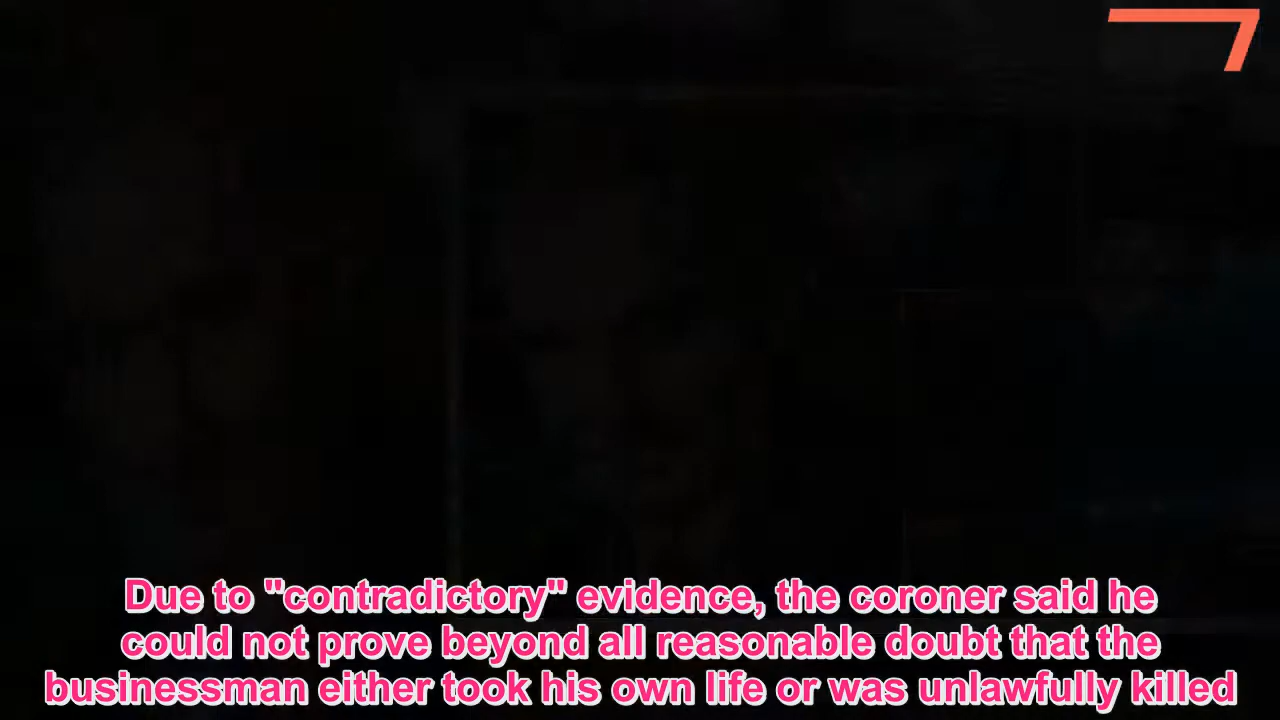 Due to "contradictory" evidence, the coroner said he
could not prove beyond all reasonable doubt that the
businessman either took his own life or was unlawfully killed